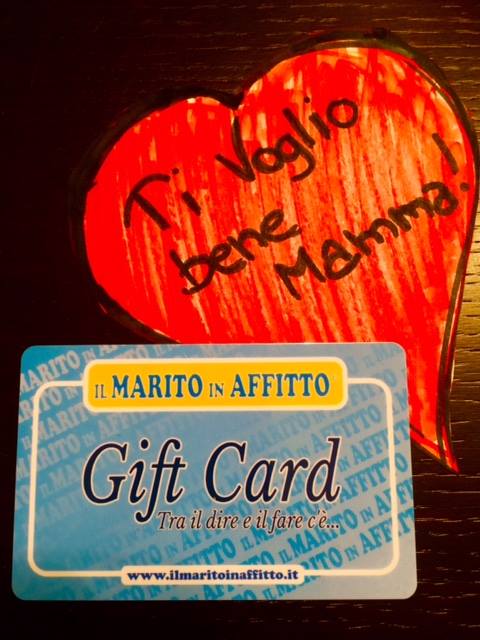 Ti Voglio
bene
Mamma!
IL MARITO IN AFFITTO
Gift Card
Tra il dire e il fare c'è...
www.ilmaritoinaffitto.it